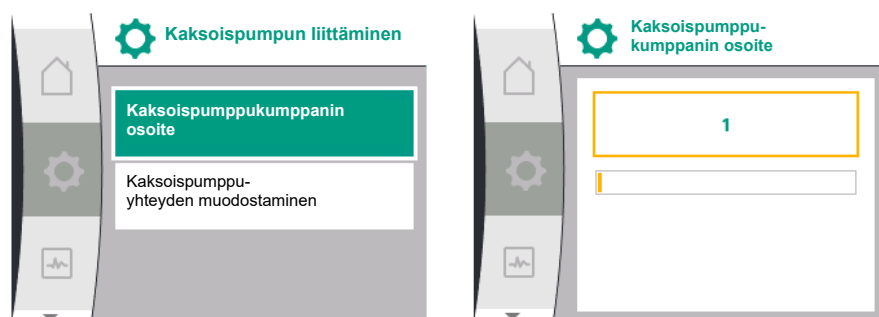 Kaksoispumpun liittäminen
Kaksoispumppukumppanin
osoite
Kaksoispumppu-
yhteyden muodostaminen
Kaksoispumppu-
kumppanin osoite
1